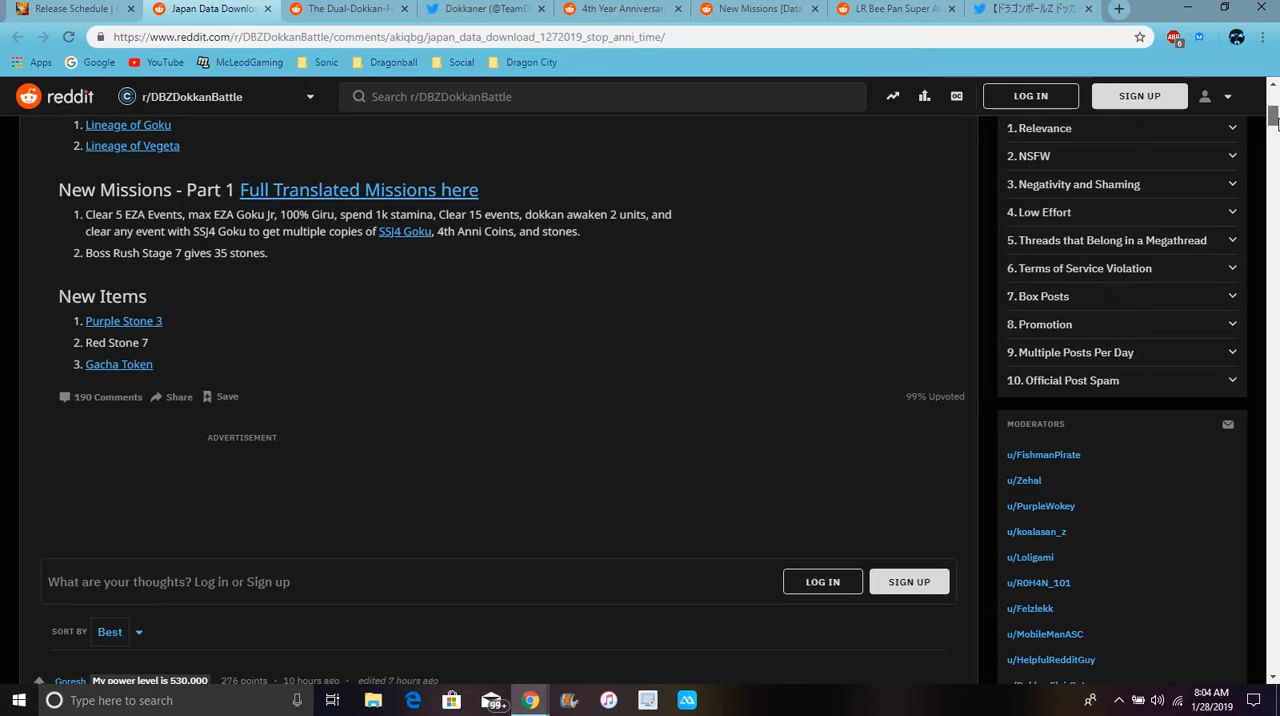 Release Schedule |
Japan Data Downlo
The Dual-Dokkan-F
Dokkaner (@TeamD
4th Year Anniversar
New Missions [Data
LR Bee Pan Super At
【ドラゴンボールZ ドッカ
https://www.reddit.com/r/DBZDokkanBattle/comments/akiqbg/japan_data_download_1272019_stop_anni_time/
ABP
6
Apps
Google
YouTube
McLeodGaming
Sonic
Dragonball
Social
Dragon City
reddit
r/DBZDokkanBattle
Search r/DBZDokkanBattle
LOG IN
SIGN UP
1. Lineage of Goku
2. Lineage of Vegeta
New Missions - Part 1 Full Translated Missions here
1. Clear 5 EZA Events, max EZA Goku Jr, 100% Giru, spend 1k stamina, Clear 15 events, dokkan awaken 2 units, and
clear any event with SSJ4 Goku to get multiple copies of SSJ4 Goku, 4th Anni Coins, and stones.
2. Boss Rush Stage 7 gives 35 stones.
New Items
1. Purple Stone 3
2. Red Stone 7
3. Gacha Token
190 Comments
Share
Save
99% Upvoted
ADVERTISEMENT
What are your thoughts? Log in or Sign up
LOG IN
SIGN UP
SORT BY Best
Goresh My power level is 530,000 276 points · 10 hours ago · edited 7 hours ago
1. Relevance
2. NSFW
3. Negativity and Shaming
4. Low Effort
5. Threads that Belong in a Megathread
6. Terms of Service Violation
7. Box Posts
8. Promotion
9. Multiple Posts Per Day
10. Official Post Spam
MODERATORS
u/FishmanPirate
u/Zehal
u/PurpleWokey
u/koalasan_z
u/Loligami
u/R0H4N_101
u/Felzlekk
u/MobileManASC
u/HelpfulRedditGuy
Type here to search
99+
8:04 AM
1/28/2019